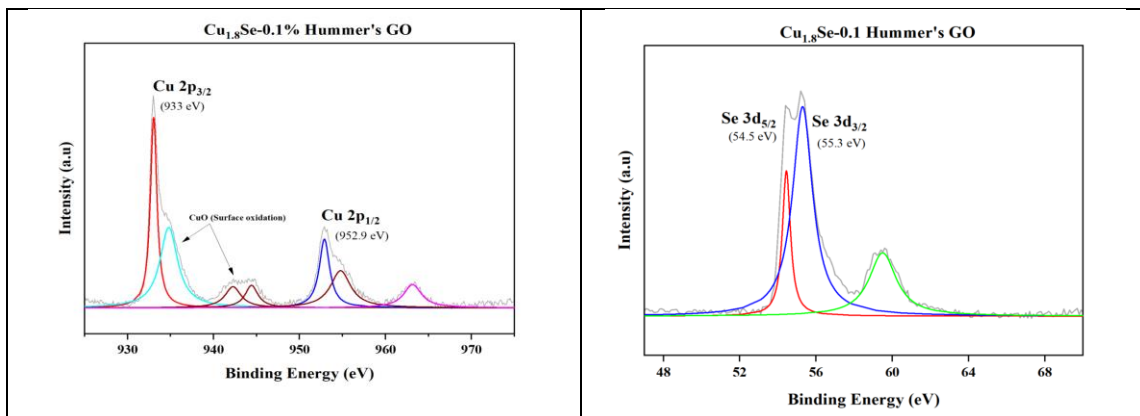 Cu1.8Se-0.1% Hummer's GO
Cu 2p3/2
(933 eV)
CuO (Surface oxidation)
Cu 2p1/2
(952.9 eV)
Intensity (a.u)
930 940 950 960 970
Binding Energy (eV)
Cu1.8Se-0.1 Hummer's GO
Se 3d5/2
(54.5 eV)
Se 3d3/2
(55.3 eV)
Intensity (a.u)
48 52 56 60 64 68
Binding Energy (eV)